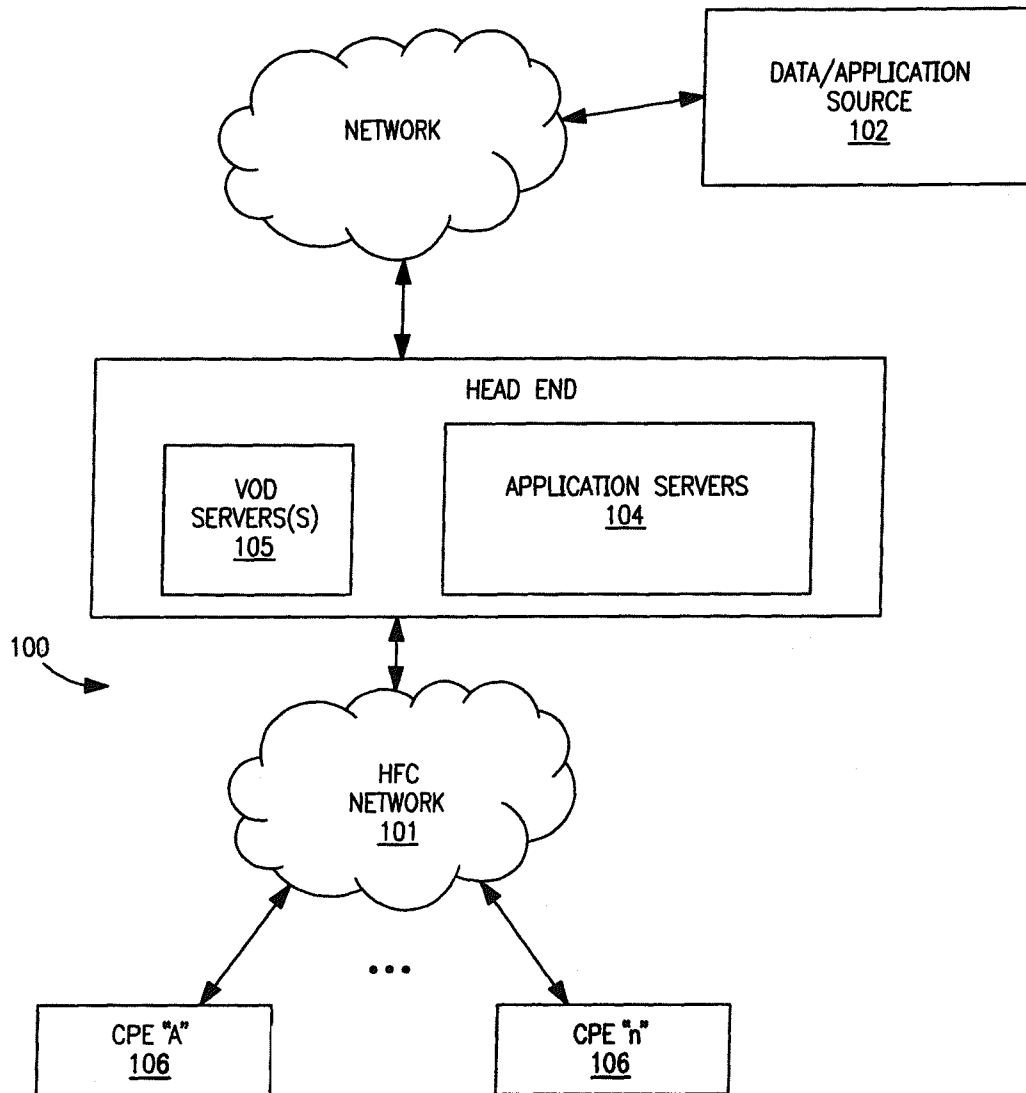 DATA/APPLICATION
SOURCE
102
NETWORK
HEAD END
VOD
SERVERS(S)
105
APPLICATION SERVERS
104
100
HFC
NETWORK
101
•••
CPE "A"
106
CPE "n"
106